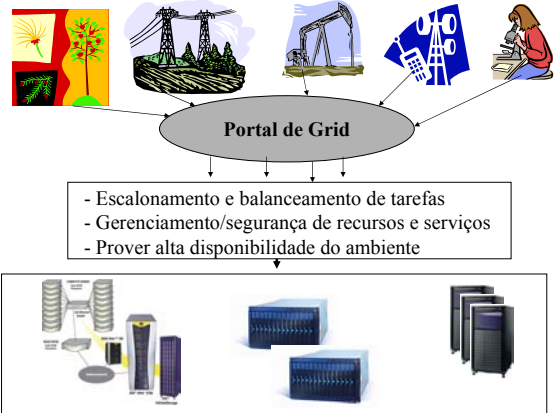 Portal de Grid
- Escalonamento e balanceamento de tarefas
- Gerenciamento/segurança de recursos e serviços
- Prover alta disponibilidade do ambiente